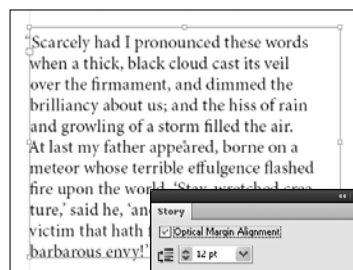 “Scarcely had I pronounced these words
when a thick, black cloud cast its veil
over the firmament, and dimmed the
brilliancy about us; and the hiss of rain
and growling of a storm filled the air.
At last my father appeared, borne on a
meteor whose terrible effulgence flashed
fire upon the world. ‘Stay, wretched crea-
ture,’ said he, ‘and
victim that hath
barbarous envy!’
Story
Optical Margin Alignment
12 pt